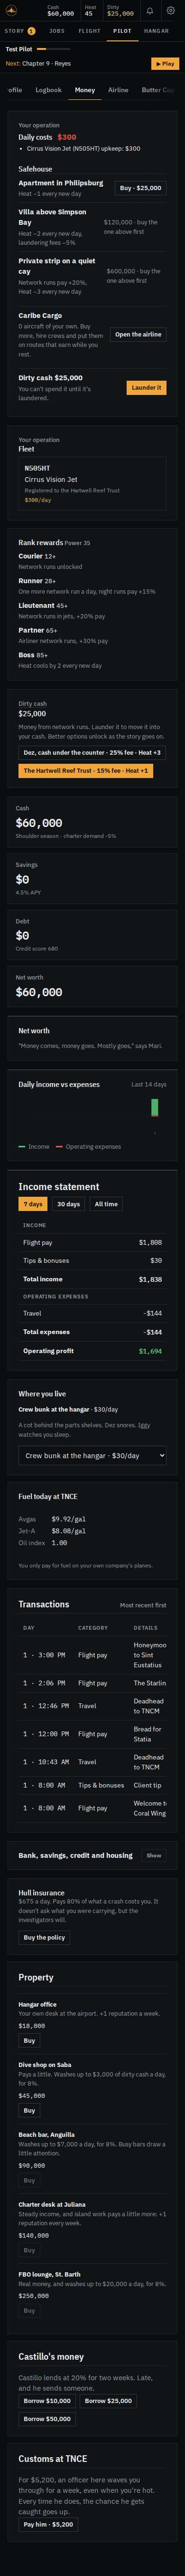 Cash
$60,000
Heat
45
Dirty
$25,000
STORY 1 JOBS FLIGHT PILOT HANGAR
Test Pilot
Next: Chapter 9 · Reyes
▶ Play
ofile Logbook Money Airline Butter Cup
Your operation
Daily costs $300
• Cirrus Vision Jet (N505HT) upkeep: $300
Safehouse
Apartment in Philipsburg
Heat −1 every new day
Buy · $25,000
Villa above Simpson Bay
Heat −2 every new day, laundering fees −5%
$120,000 · buy the one above first
Private strip on a quiet cay
Network runs pay +20%, Heat −3 every new day
$600,000 · buy the one above first
Caribe Cargo
0 aircraft of your own. Buy more, hire crews and put them on routes that earn while you rest.
Open the airline
Dirty cash $25,000
You can't spend it until it's laundered.
Launder it
Your operation
Fleet
N505HT
Cirrus Vision Jet
Registered to the Hartwell Reef Trust
$300/day
Rank rewards Power 35
Courier 12+
Network runs unlocked
Runner 28+
One more network run a day, night runs pay +15%
Lieutenant 45+
Network runs in jets, +20% pay
Partner 65+
Airliner network runs, +30% pay
Boss 85+
Heat cools by 2 every new day
Dirty cash
$25,000
Money from network runs. Launder it to move it into your cash. Better options unlock as the story goes on.
Dez, cash under the counter · 25% fee · Heat +3
The Hartwell Reef Trust · 15% fee · Heat +1
Cash
$60,000
Shoulder season · charter demand -5%
Savings
$0
4.5% APY
Debt
$0
Credit score 680
Net worth
$60,000
Net worth
"Money comes, money goes. Mostly goes," says Mari.
Daily income vs expenses
Last 14 days
Income Operating expenses
Income statement
7 days 30 days All time
INCOME
Flight pay $1,808
Tips & bonuses $30
Total income $1,838
OPERATING EXPENSES
Travel -$144
Total expenses -$144
Operating profit $1,694
Where you live
Crew bunk at the hangar · $30/day
A cot behind the parts shelves. Dez snores. Iggy watches you sleep.
Crew bunk at the hangar · $30/day
Fuel today at TNCE
Avgas $9.92/gal
Jet-A $8.08/gal
Oil index 1.00
You only pay for fuel on your own company's planes.
Transactions
Most recent first
DAY CATEGORY DETAILS
1 · 3:00 PM Flight pay Honeymoo to Sint Eustatius
1 · 2:06 PM Flight pay The Starlin
1 · 12:46 PM Travel Deadhead to TNCM
1 · 12:00 PM Flight pay Bread for Statia
1 · 10:43 AM Travel Deadhead to TNCE
1 · 8:00 AM Tips & bonuses Client tip
1 · 8:00 AM Flight pay Welcome to Coral Wing
Bank, savings, credit and housing
Show
Hull insurance
$675 a day. Pays 80% of what a crash costs you. It doesn't ask what you were carrying, but the investigators will.
Buy the policy
Property
Hangar office
Your own desk at the airport. +1 reputation a week.
$18,000
Buy
Dive shop on Saba
Pays a little. Washes up to $3,000 of dirty cash a day, for 8%.
$45,000
Buy
Beach bar, Anguilla
Washes up to $7,000 a day, for 8%. Busy bars draw a little attention.
$90,000
Buy
Charter desk at Juliana
Steady income, and island work pays a little more: +1 reputation every week.
$140,000
Buy
FBO lounge, St. Barth
Real money, and washes up to $20,000 a day, for 8%.
$250,000
Buy
Castillo's money
Castillo lends at 20% for two weeks. Late, and he sends someone.
Borrow $10,000
Borrow $25,000
Borrow $50,000
Customs at TNCE
For $5,200, an officer here waves you through for a week, even when you're hot. Every time he does, the chance he gets caught goes up.
Pay him · $5,200